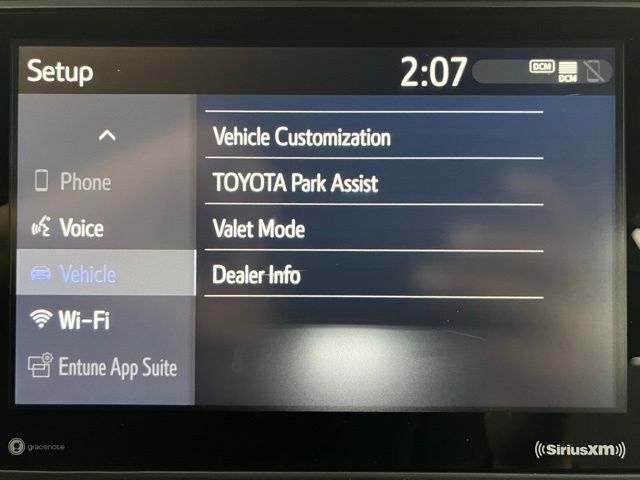 Setup
2:07
DCM
DCM
Phone
Voice
Vehicle
Wi-Fi
Entune App Suite
Vehicle Customization
TOYOTA Park Assist
Valet Mode
Dealer Info
gracenote
SiriusXM